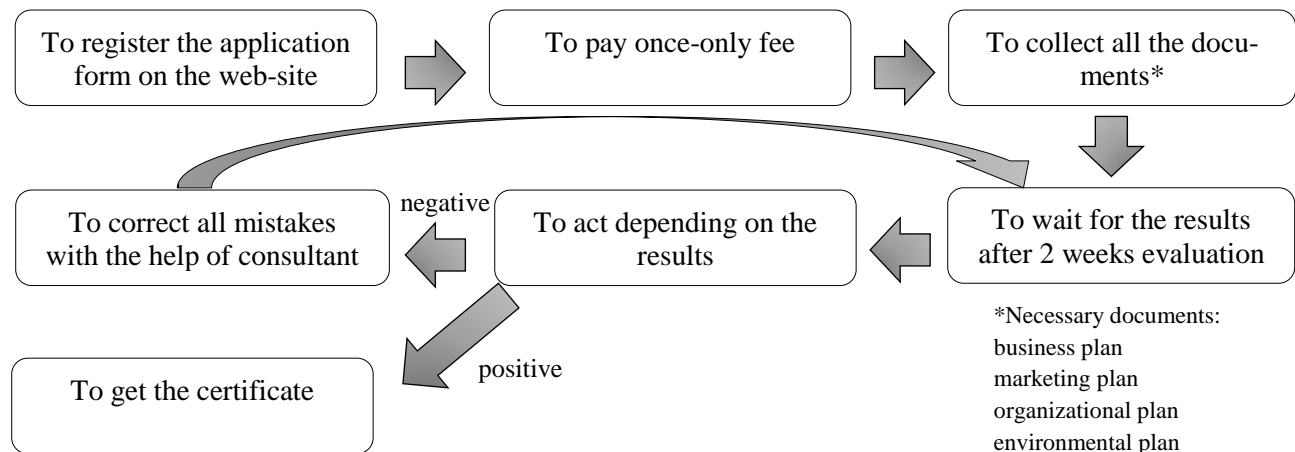 To register the application
form on the web-site
To pay once-only fee
To collect all the docu-
ments*
To correct all mistakes
with the help of consultant
negative
To act depending on the
results
To wait for the results
after 2 weeks evaluation
To get the certificate
positive
*Necessary documents:
business plan
marketing plan
organizational plan
environmental plan